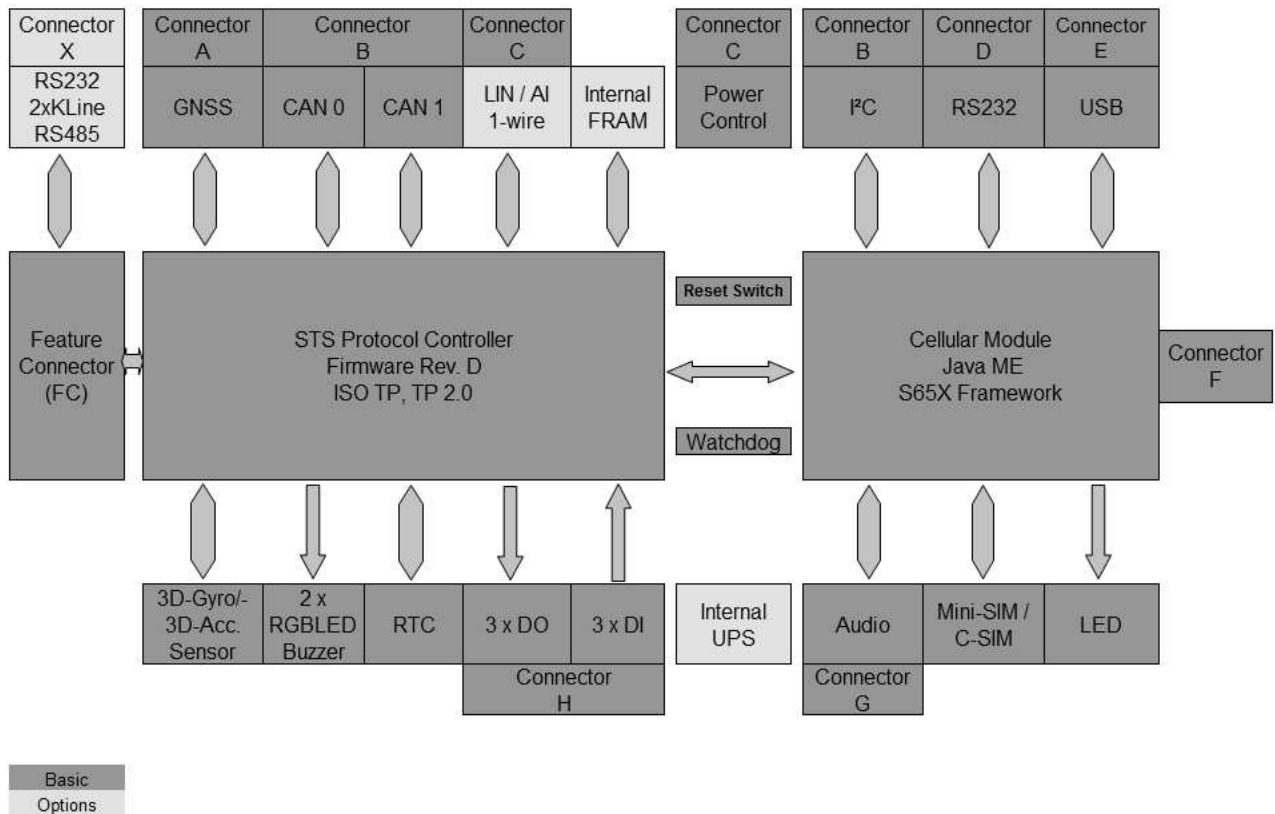 Connector
X
Connector
A
Connector
B
Connector
C
Connector
C
Connector
B
Connector
D
Connector
E
RS232
2xKLine
RS485
GNSS
CAN 0
CAN 1
LIN / AI
1-wire
Internal
FRAM
Power
Control
I²C
RS232
USB
Feature
Connector
(FC)
STS Protocol Controller
Firmware Rev. D
ISO TP, TP 2.0
Reset Switch
Watchdog
Cellular Module
Java ME
S65X Framework
Connector
F
3D-Gyro/-
3D-Acc.
Sensor
2 x
RGBLED
Buzzer
RTC
3 x DO
3 x DI
Connector
H
Internal
UPS
Audio
Mini-SIM /
C-SIM
LED
Connector
G
Basic
Options